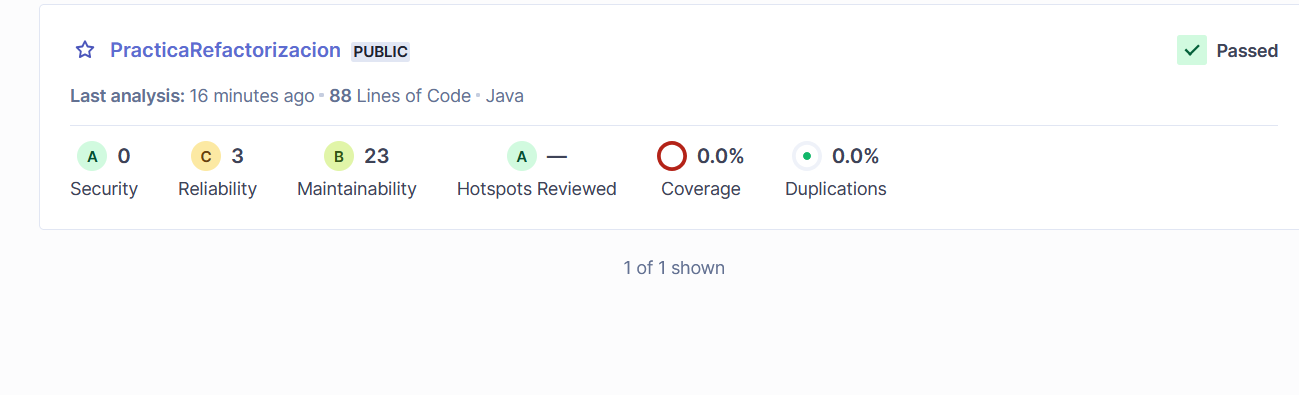 PracticaRefactorizacion PUBLIC
Passed
Last analysis: 16 minutes ago • 88 Lines of Code • Java
A 0 C 3 B 23 A — 0.0% 0.0%
Security Reliability Maintainability Hotspots Reviewed Coverage Duplications
1 of 1 shown